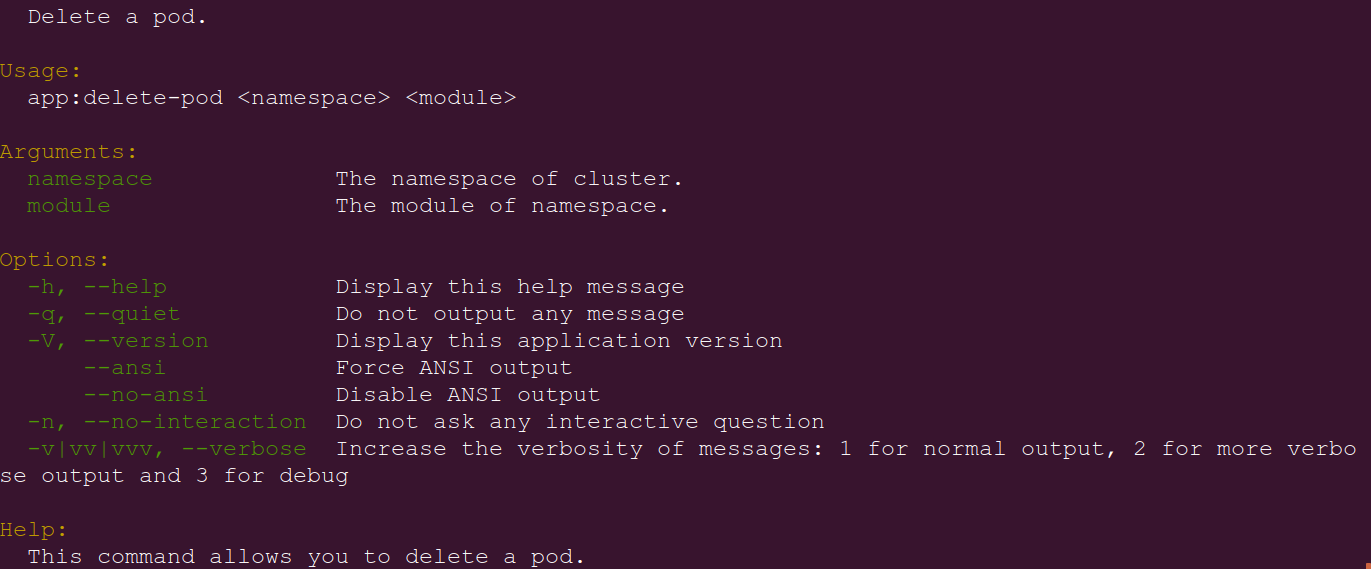 Delete a pod.
Usage:
app:delete-pod <namespace> <module>
Arguments:
namespace The namespace of cluster.
module The module of namespace.
Options:
-h, --help Display this help message
-q, --quiet Do not output any message
-V, --version Display this application version
--ansi Force ANSI output
--no-ansi Disable ANSI output
-n, --no-interaction Do not ask any interactive question
-v|vv|vvv, --verbose Increase the verbosity of messages: 1 for normal output, 2 for more verbo
se output and 3 for debug
Help:
This command allows you to delete a pod.